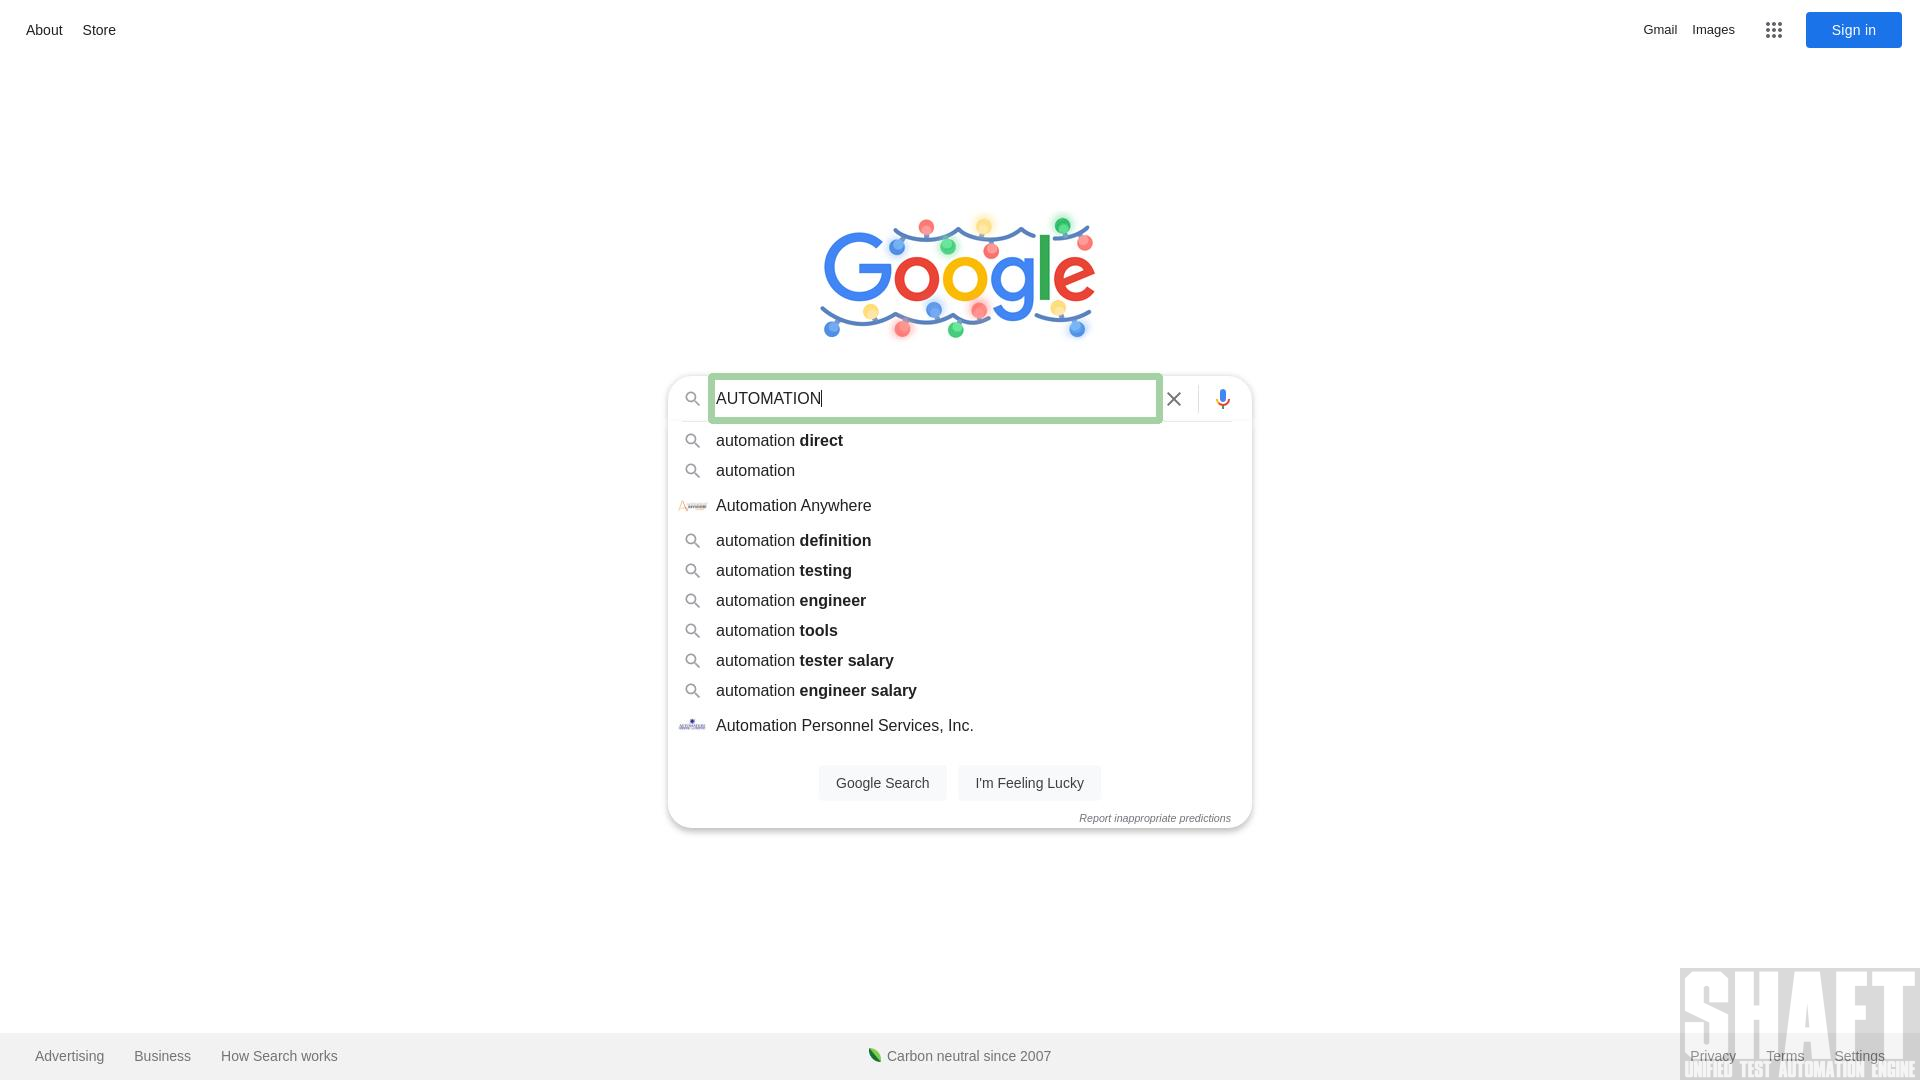 About Store Gmail Images Sign in
Google
AUTOMATION
automation direct
automation
Automation Anywhere
automation definition
automation testing
automation engineer
automation tools
automation tester salary
automation engineer salary
Automation Personnel Services, Inc.
Google Search I'm Feeling Lucky
Report inappropriate predictions
SHAFT
Advertising Business How Search works Carbon neutral since 2007 Privacy Terms Settings
UNIFIED TEST AUTOMATION ENGINE